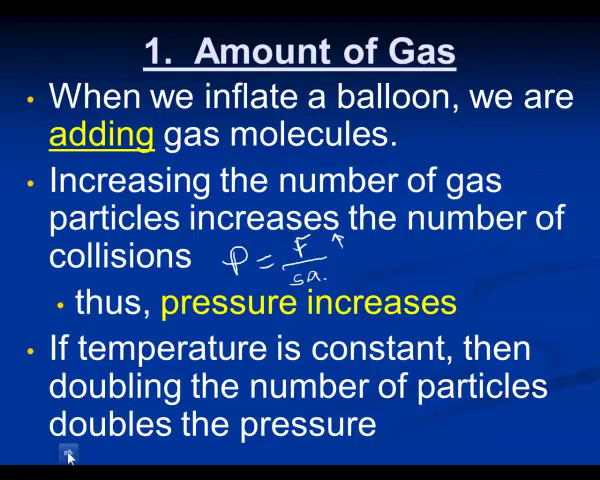 1. Amount of Gas
• When we inflate a balloon, we are
adding gas molecules.
• Increasing the number of gas
particles increases the number of
collisions P = F/s.a. ↑
• thus, pressure increases
• If temperature is constant, then
doubling the number of particles
doubles the pressure